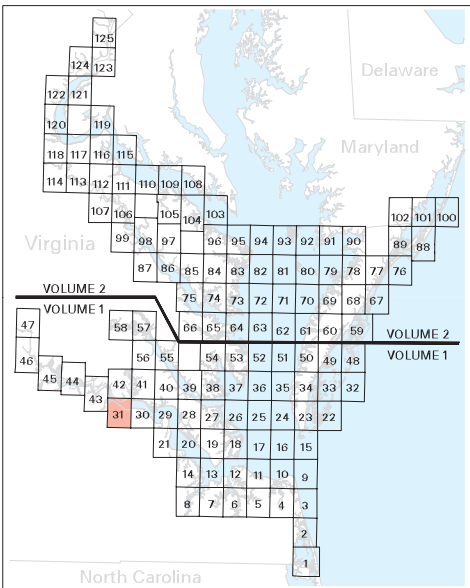 125
124 123
Delaware
122 121
120 119
Maryland
118 117 116 115
114 113 112 111 110 109 108
107 106 105 104 103 102 101 100
Virginia
99 98 97 96 95 94 93 92 91 90 89 88
87 86 85 84 83 82 81 80 79 78 77 76
75 74 73 72 71 70 69 68 67
VOLUME 2
VOLUME 1
47 58 57 66 65 64 63 62 61 60 59
VOLUME 2
VOLUME 1
46 56 55 54 53 52 51 50 49 48
45 44 42 41 40 39 38 37 36 35 34 33 32
43
31 30 29 28 27 26 25 24 23 22
21 20 19 18 17 16 15
14 13 12 11 10 9
8 7 6 5 4 3
2
1
North Carolina